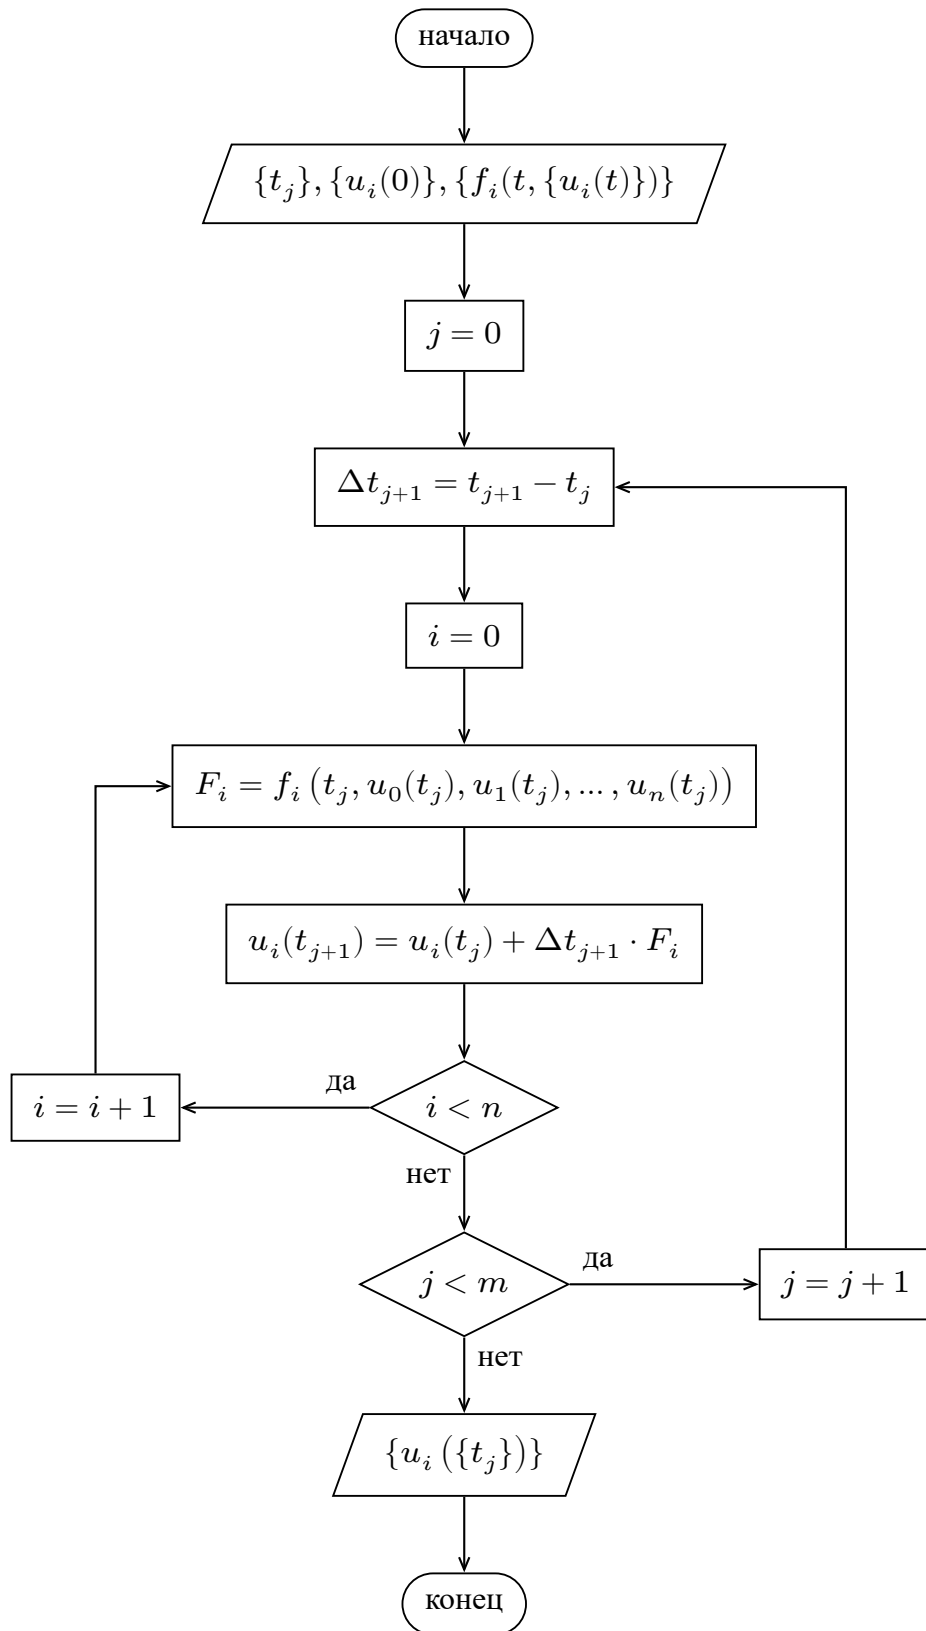 начало
{t_j}, {u_i(0)}, {f_i(t, {u_i(t)})}
j = 0
Δt_{j+1} = t_{j+1} − t_j
i = 0
F_i = f_i (t_j, u_0(t_j), u_1(t_j), ... , u_n(t_j))
u_i(t_{j+1}) = u_i(t_j) + Δt_{j+1} · F_i
да
i = i + 1
i < n
нет
j < m
да
j = j + 1
нет
{u_i ({t_j})}
конец